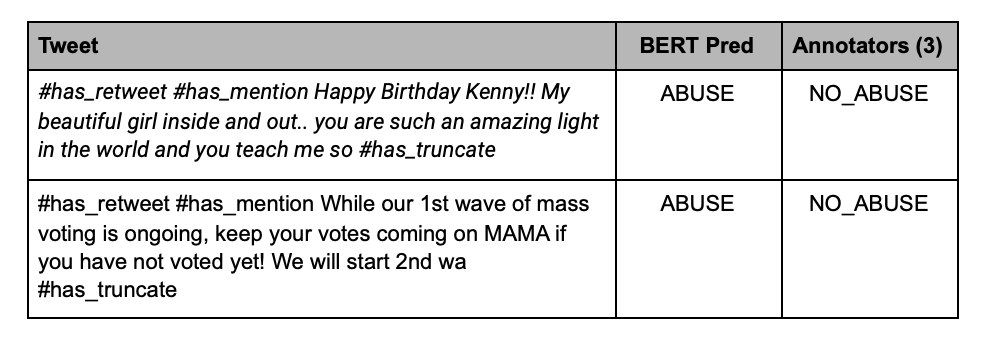 Tweet BERT Pred Annotators (3)
#has_retweet #has_mention Happy Birthday Kenny!! My ABUSE NO_ABUSE
beautiful girl inside and out.. you are such an amazing light
in the world and you teach me so #has_truncate
#has_retweet #has_mention While our 1st wave of mass ABUSE NO_ABUSE
voting is ongoing, keep your votes coming on MAMA if
you have not voted yet! We will start 2nd wa
#has_truncate